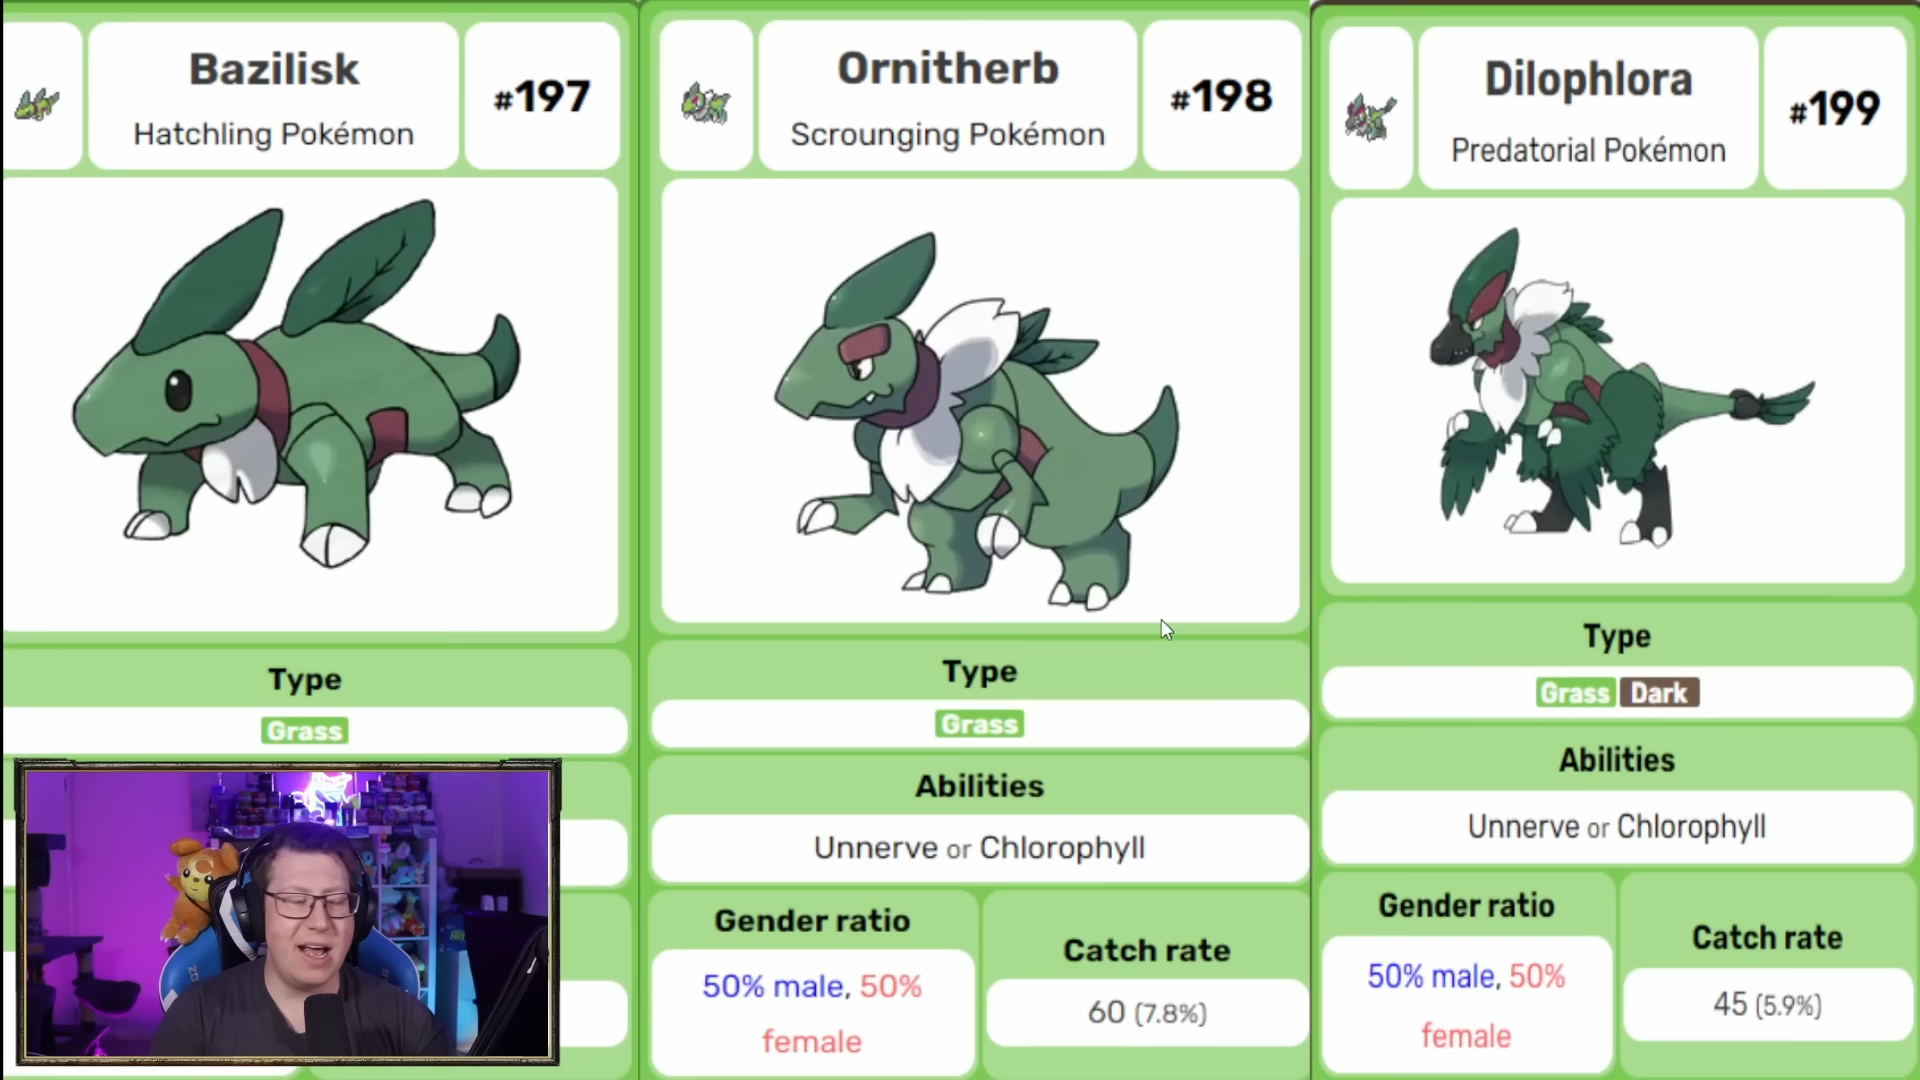 Bazilisk
Hatchling Pokémon
#197
Type
Grass
Ornitherb
Scrounging Pokémon
#198
Type
Grass
Abilities
Unnerve or Chlorophyll
Gender ratio
50% male, 50%
female
Catch rate
60 (7.8%)
Dilophlora
Predatorial Pokémon
#199
Type
Grass Dark
Abilities
Unnerve or Chlorophyll
Gender ratio
50% male, 50%
female
Catch rate
45 (5.9%)